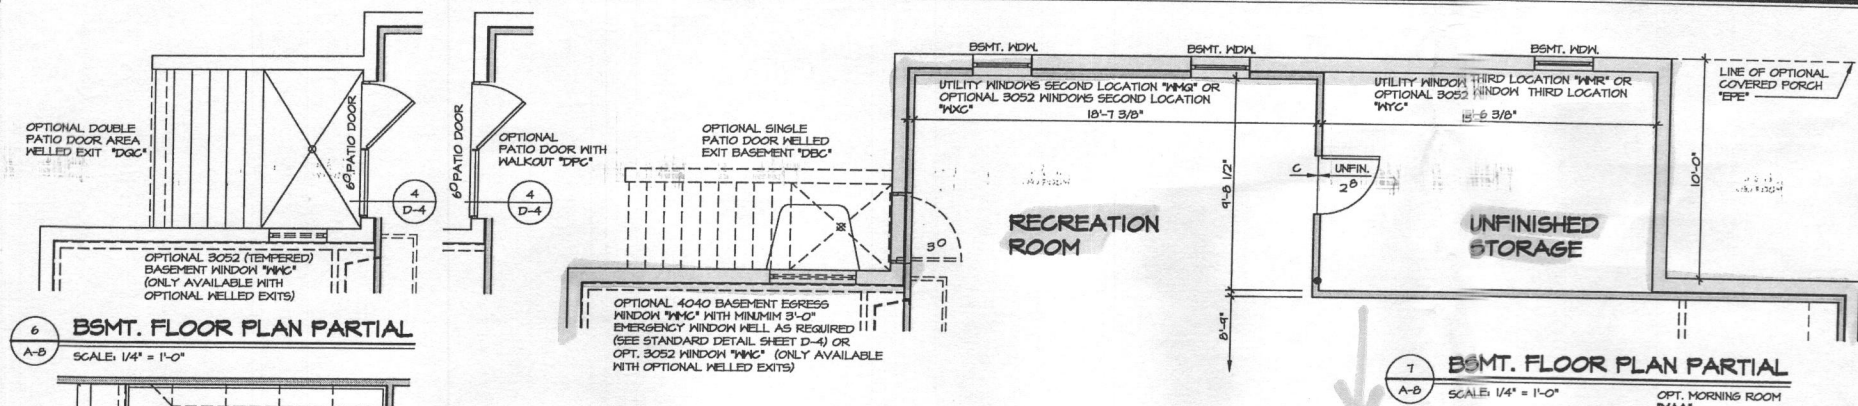 OPTIONAL DOUBLE
PATIO DOOR AREA
WELLED EXIT "DGC"
6⁰ PATIO DOOR
4
D-4
6⁰ PATIO DOOR
OPTIONAL
PATIO DOOR WITH
WALKOUT "DPC"
4
D-4
OPTIONAL 3052 (TEMPERED)
BASEMENT WINDOW "WWC"
(ONLY AVAILABLE WITH
OPTIONAL WELLED EXITS)
6
A-8
BSMT. FLOOR PLAN PARTIAL
SCALE: 1/4" = 1'-0"
OPTIONAL SINGLE
PATIO DOOR WELLED
EXIT BASEMENT "DBC"
3⁰
OPTIONAL 4040 BASEMENT EGRESS
WINDOW "WMC" WITH MINUMIM 3'-0"
EMERGENCY WINDOW WELL AS REQUIRED
(SEE STANDARD DETAIL SHEET D-4) OR
OPT. 3052 WINDOW "WWC" (ONLY AVAILABLE
WITH OPTIONAL WELLED EXITS)
BSMT. WDW.
BSMT. WDW.
BSMT. WDW.
UTILITY WINDOWS SECOND LOCATION "WMQ" OR
OPTIONAL 3052 WINDOWS SECOND LOCATION
"WXC"
18'-7 3/8"
UTILITY WINDOW THIRD LOCATION "WMR" OR
OPTIONAL 3052 WINDOW THIRD LOCATION
"WYC"
6 3/8"
LINE OF OPTIONAL
COVERED PORCH
"EPE"
9'-8 1/2"
C
UNFIN.
2⁸
10'-0"
RECREATION
ROOM
UNFINISHED
STORAGE
8'-9"
7
A-8
BSMT. FLOOR PLAN PARTIAL
SCALE: 1/4" = 1'-0"
OPT. MORNING ROOM